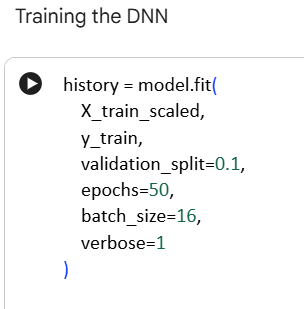 Training the DNN
history = model.fit(
X_train_scaled,
y_train,
validation_split=0.1,
epochs=50,
batch_size=16,
verbose=1
)